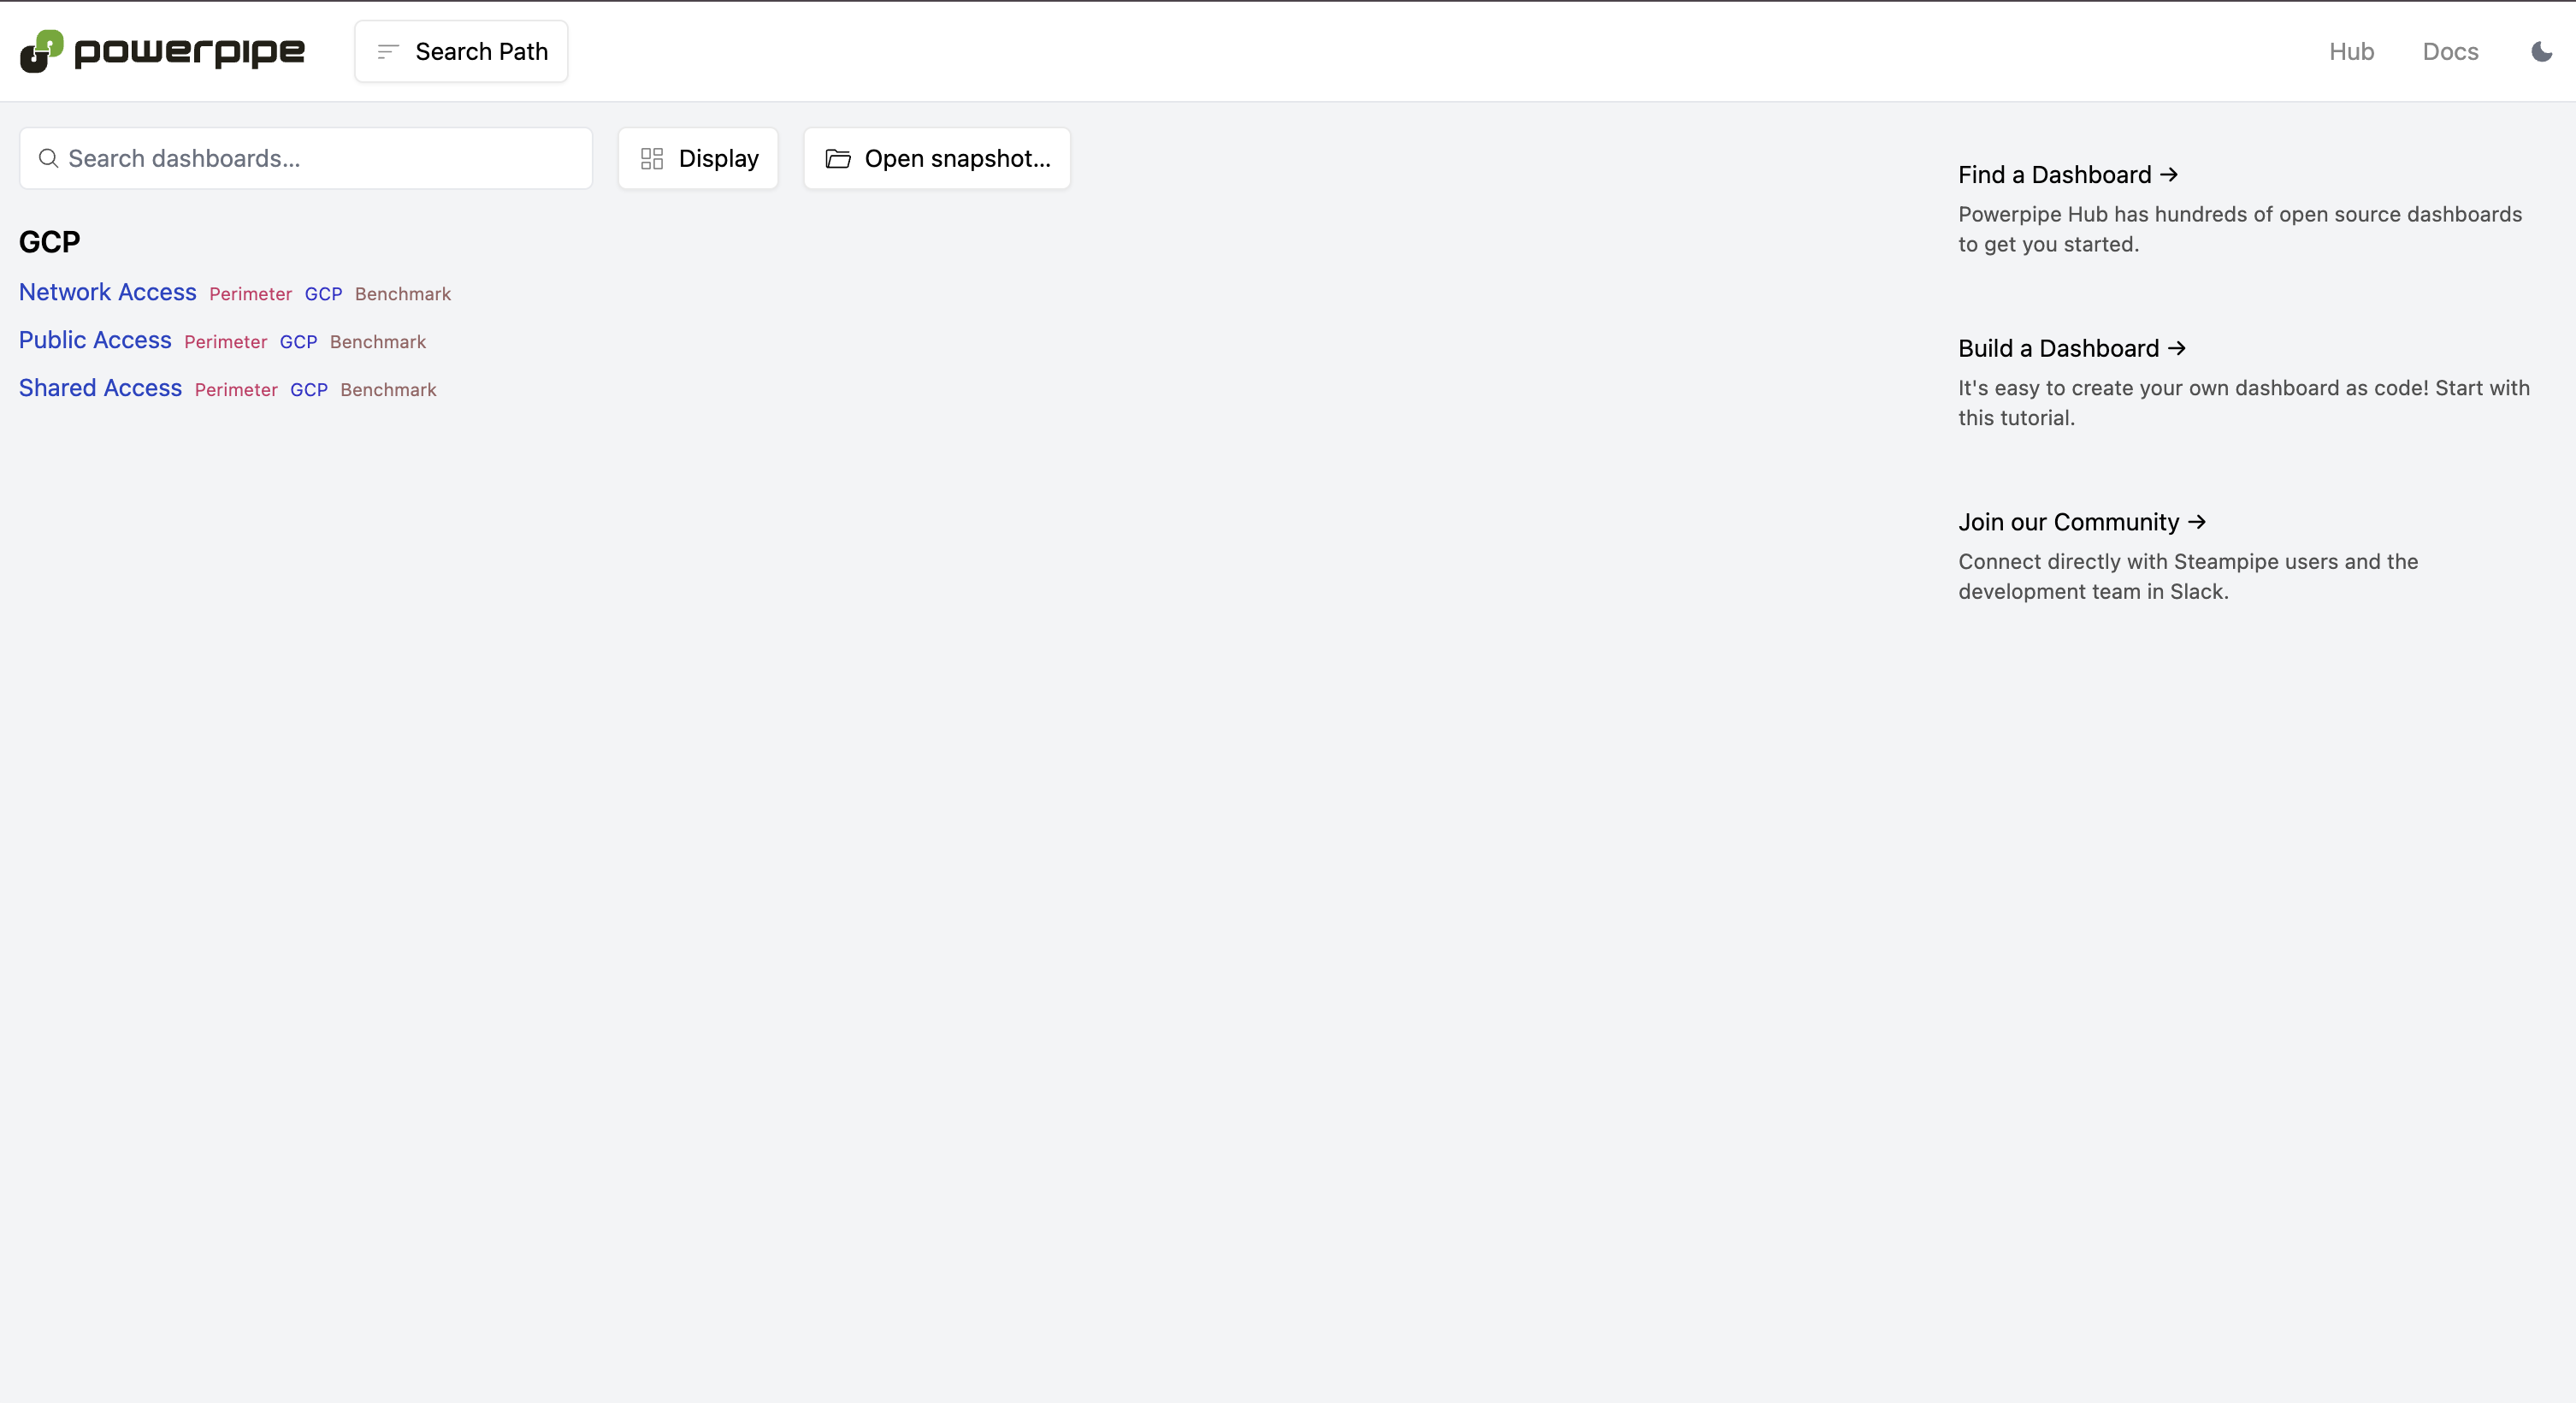 powerpipe
Search Path
Hub
Docs
Search dashboards...
Display
Open snapshot...
GCP
Network Access Perimeter GCP Benchmark
Public Access Perimeter GCP Benchmark
Shared Access Perimeter GCP Benchmark
Find a Dashboard →
Powerpipe Hub has hundreds of open source dashboards
to get you started.
Build a Dashboard →
It's easy to create your own dashboard as code! Start with
this tutorial.
Join our Community →
Connect directly with Steampipe users and the
development team in Slack.